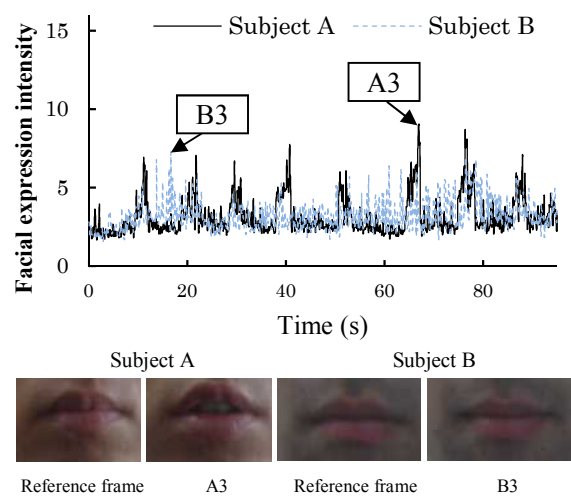 Subject A Subject B
15
10
5
0
B3
A3
Facial expression intensity
0 20 40 60 80
Time (s)
Subject A Subject B
Reference frame A3 Reference frame B3